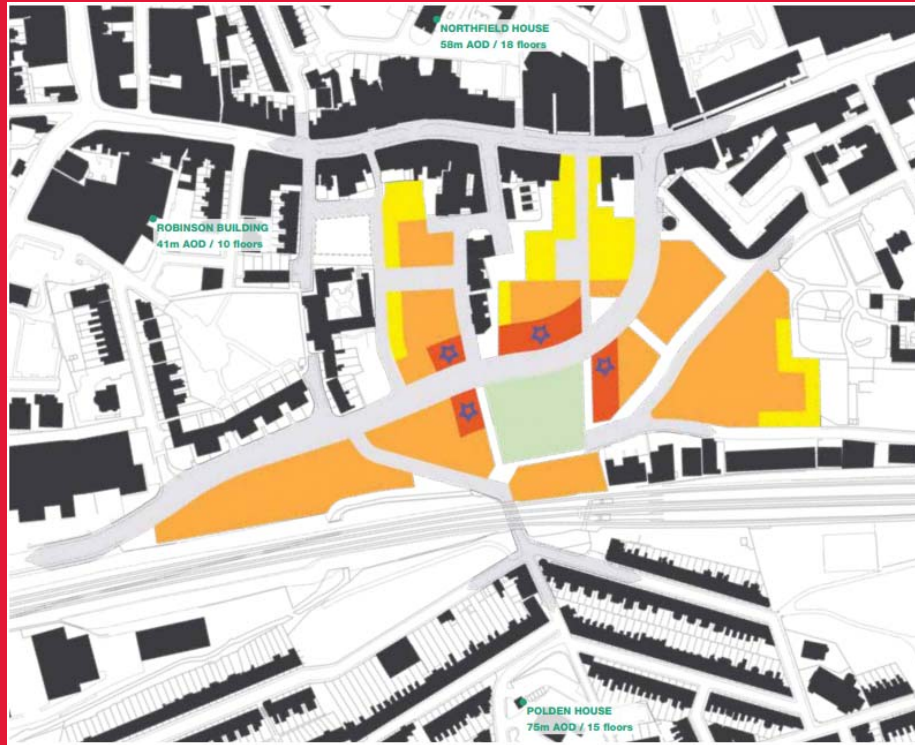 NORTHFIELD HOUSE
58m AOD / 18 floors
ROBINSON BUILDING
41m AOD / 10 floors
POLDEN HOUSE
75m AOD / 15 floors